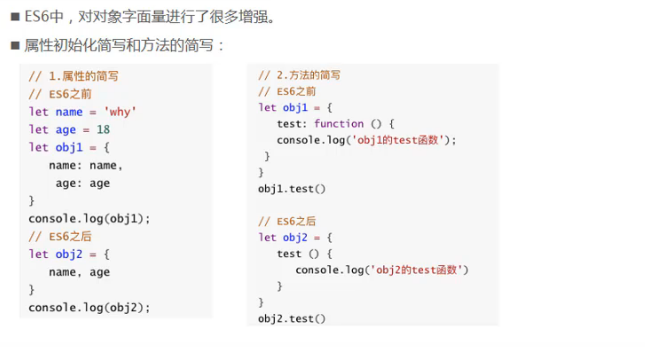 ■ ES6中，对对象字面量进行了很多增强。
■ 属性初始化简写和方法的简写：
// 1.属性的简写
// ES6之前
let name = 'why'
let age = 18
let obj1 = {
name: name,
age: age
}
console.log(obj1);
// ES6之后
let obj2 = {
name, age
}
console.log(obj2);
// 2.方法的简写
// ES6之前
let obj1 = {
test: function () {
console.log('obj1的test函数');
}
}
obj1.test()
// ES6之后
let obj2 = {
test () {
console.log('obj2的test函数')
}
}
obj2.test()